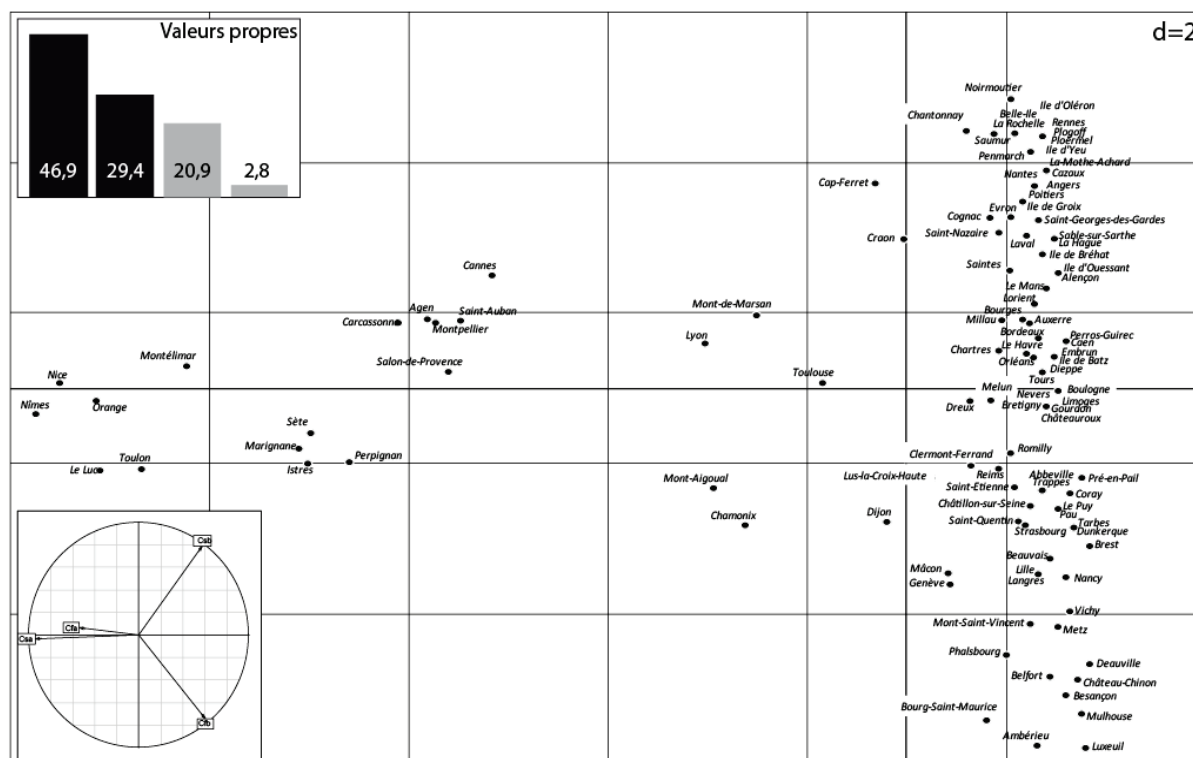 Valeurs propres
d=2
46,9
29,4
20,9
2,8
Noirmoutier
Ile d'Oléron
Chantonnay
Belle-Ile
La Rochelle
Rennes
Plogoff
Saumur
Ploërmel
Penmarch
Ile d'Yeu
La-Mothe-Achard
Nantes
Cazaux
Cap-Ferret
Angers
Poitiers
Evron
Ile de Groix
Cognac
Saint-Georges-des-Gardes
Saint-Nazaire
Craon
Laval
Sable-sur-Sarthe
La Hague
Ile de Bréhat
Cannes
Saintes
Ile d'Ouessant
Alençon
Le Mans
Lorient
Mont-de-Marsan
Agen
Saint-Auban
Carcassonn
Montpellier
Bourges
Millau
Auxerre
Bordeaux
Perros-Guirec
Lyon
Caen
Chartres
Le Havre
Embrun
Orléans
Ile de Batz
Montélimar
Salon-de-Provence
Dieppe
Nice
Toulouse
Tours
Melun
Boulogne
Nevers
Nîmes
Orange
Dreux
Bretigny
Limoges
Gourdon
Châteauroux
Sète
Marignane
Romilly
Toulon
Perpignan
Clermont-Ferrand
Le Luc
Istres
Mont-Aigoual
Lus-la-Croix-Haute
Reims
Abbeville
Pré-en-Pail
Saint-Etienne
Trappes
Coray
Châtillon-sur-Seine
Le Puy
Pau
Chamonix
Dijon
Saint-Quentin
Strasbourg
Tarbes
Dunkerque
Brest
Beauvais
Mâcon
Lille
Genève
Langres
Nancy
Vichy
Mont-Saint-Vincent
Metz
Phalsbourg
Deauville
Belfort
Château-Chinon
Besançon
Bourg-Saint-Maurice
Mulhouse
Ambérieu
Luxeuil
Csb
Cfa
Csa
Cfb